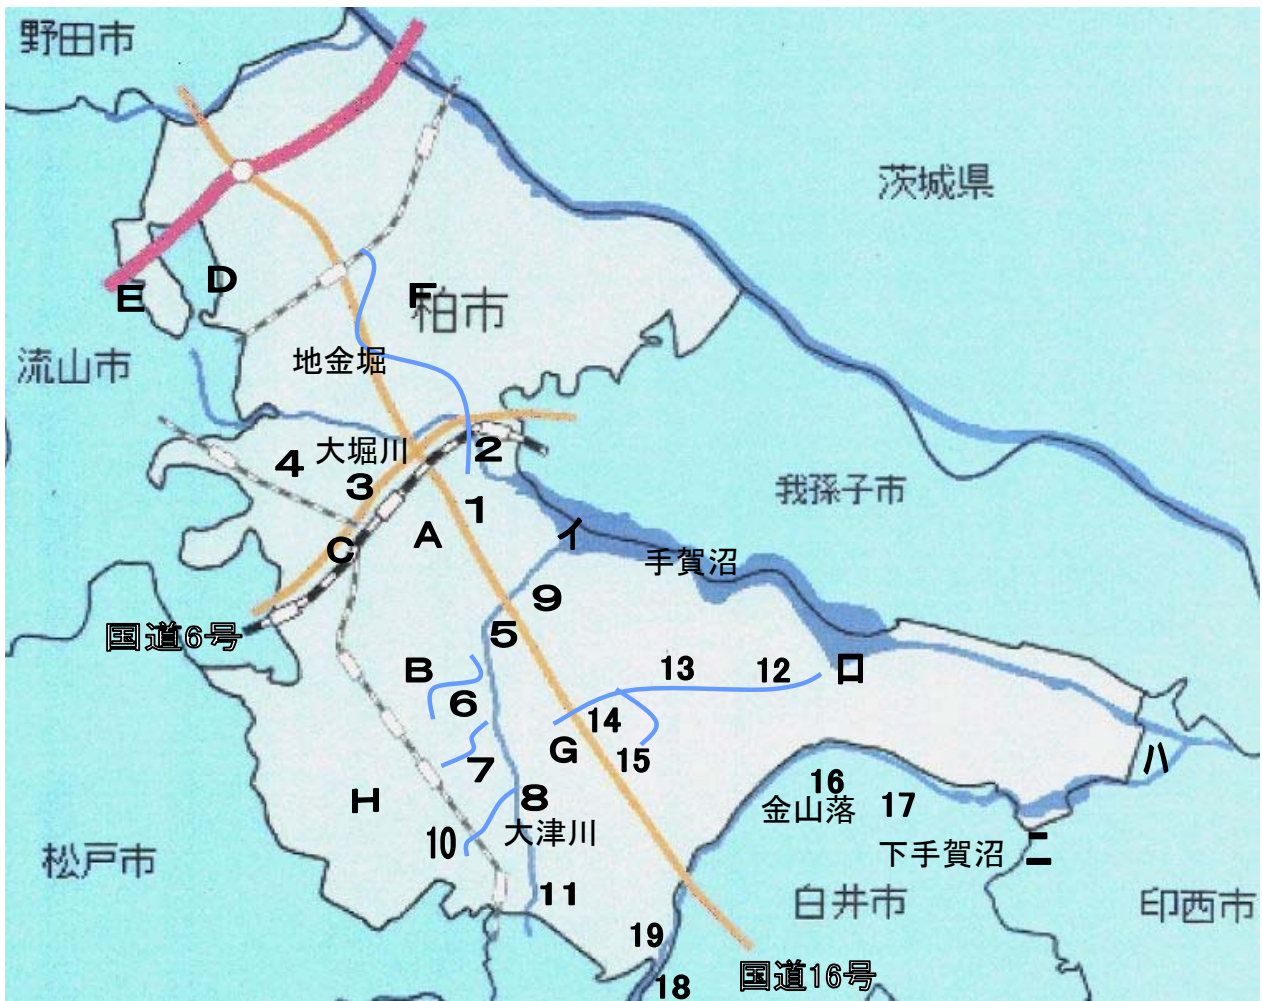 野田市
茨城県
D
E
F
柏市
流山市
地金堀
大堀川
2
4
3
我孫子市
1
A
イ
C
手賀沼
9
国道6号
5
B
13
12
ロ
6
14
G
15
7
ハ
16
H
8
17
金山落
10
大津川
下手賀沼
ニ
松戸市
11
白井市
印西市
19
国道16号
18